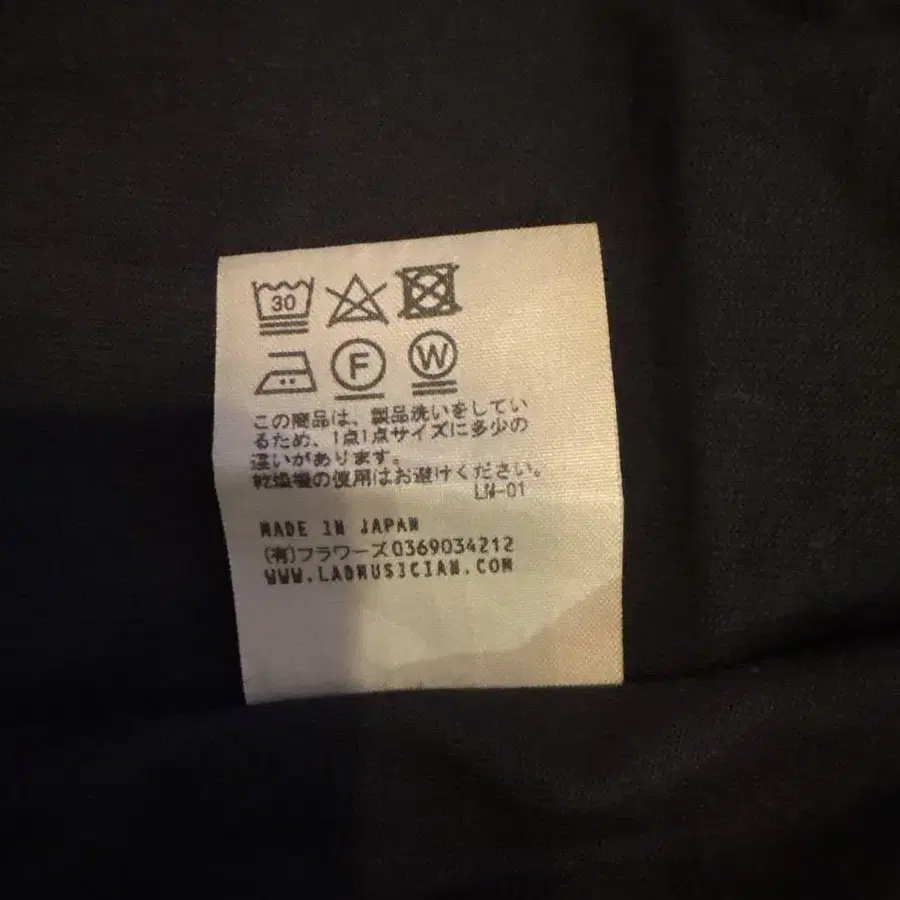 30
F W
この商品は、製品洗いをしてい
るため、1点1点サイズに多少の
違いがあります。
乾燥機の使用はお避けください。
LM-01
MADE IN JAPAN
(有)フラワーズ0369034212
WWW.LADMUSICIAN.COM